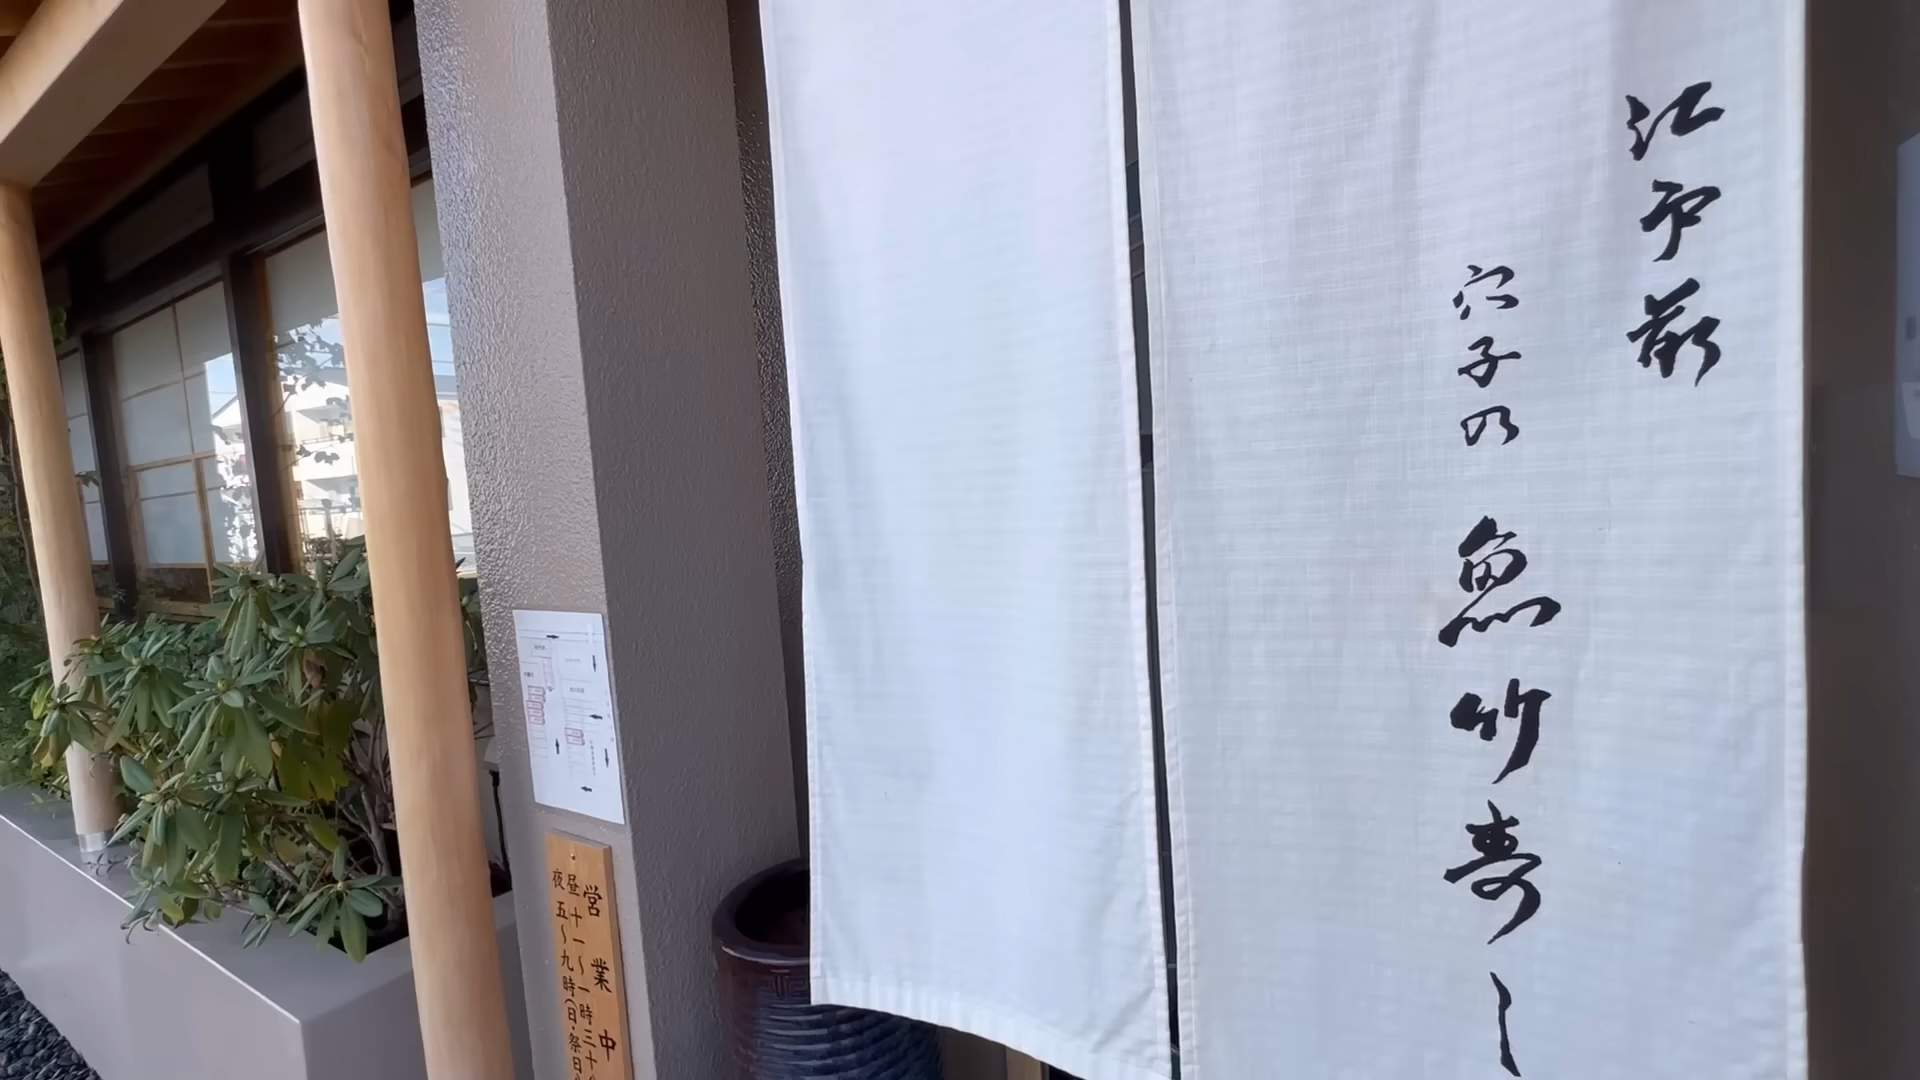 江戸前
穴子の
魚竹寿し
営業中
昼十一〜一時三十
夜五〜九時(日・祭日